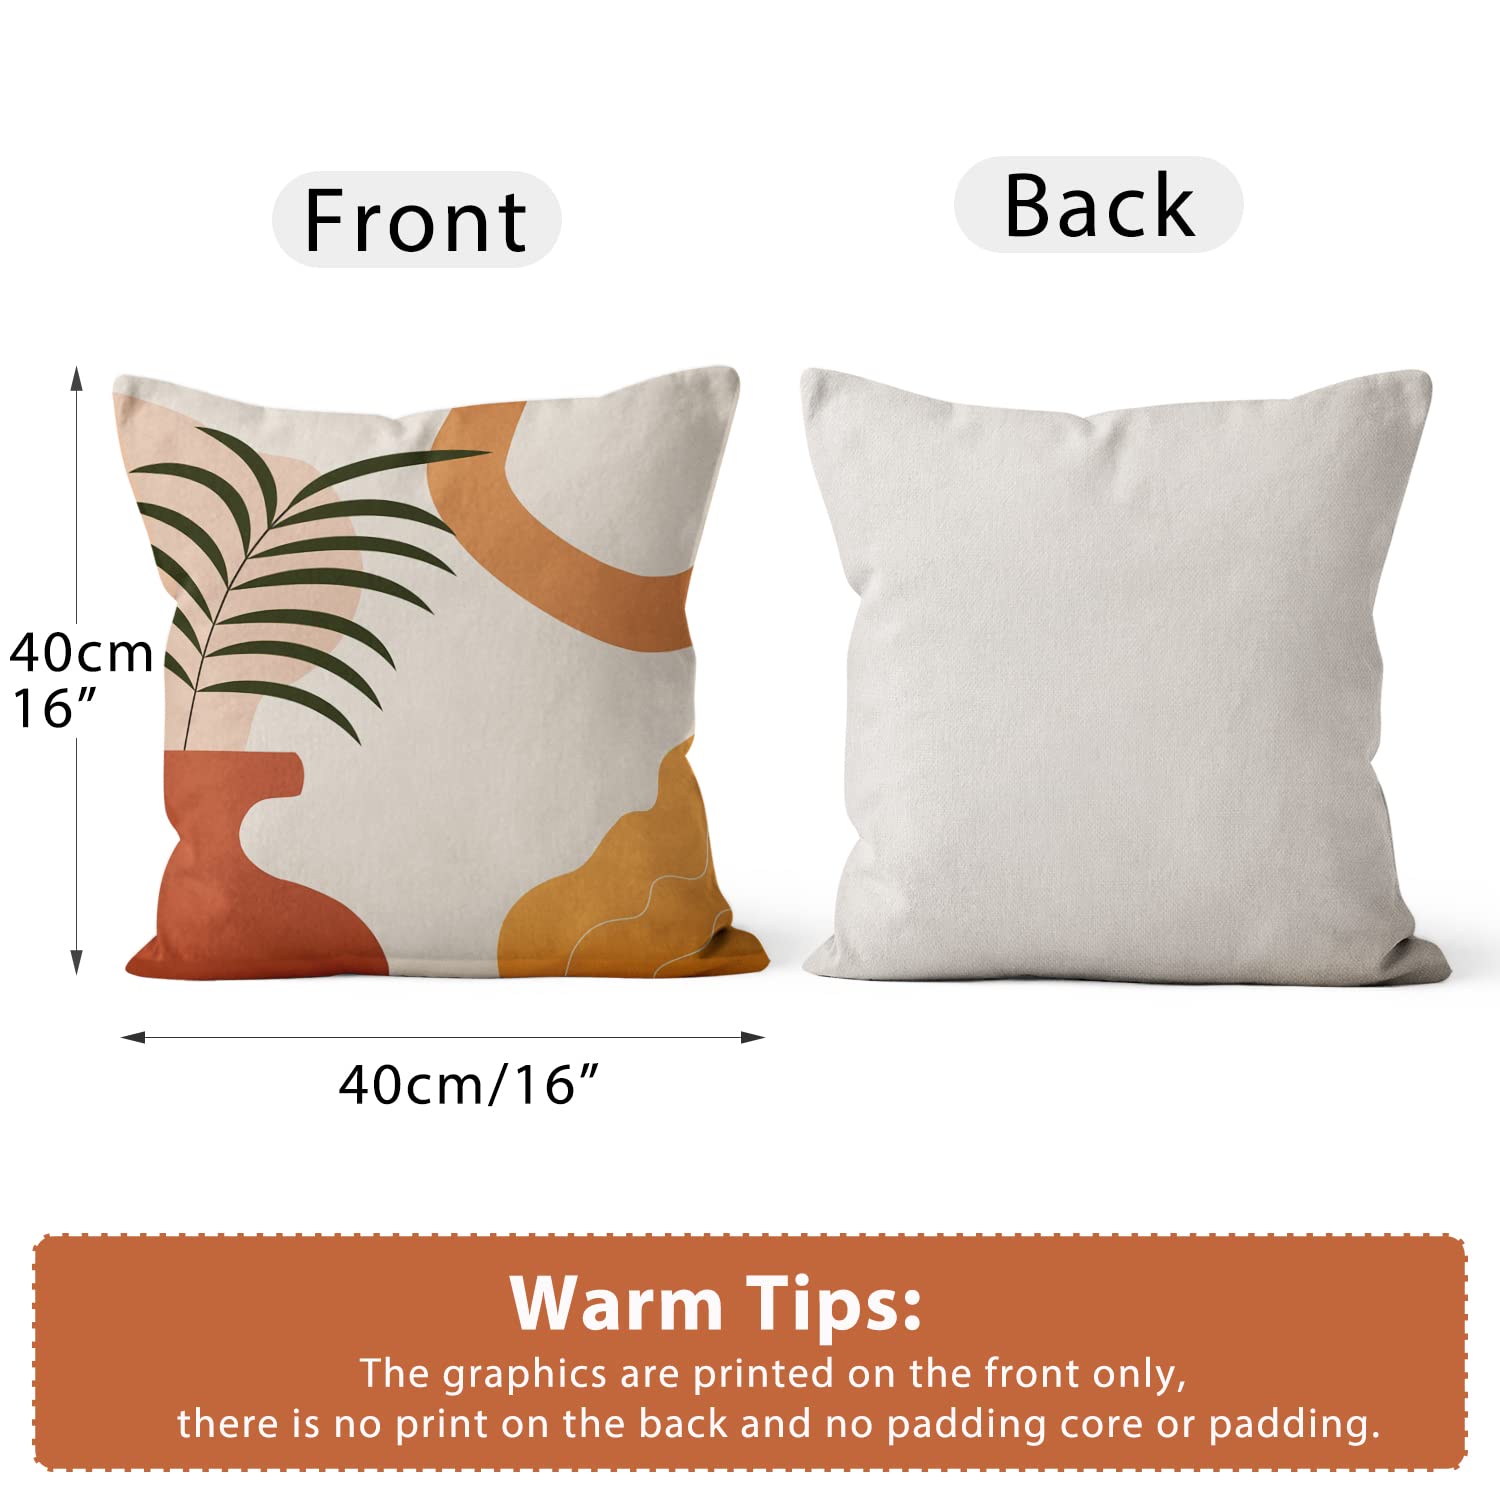 Front
Back
40cm
16”
40cm/16”
Warm Tips:
The graphics are printed on the front only,
there is no print on the back and no padding core or padding.